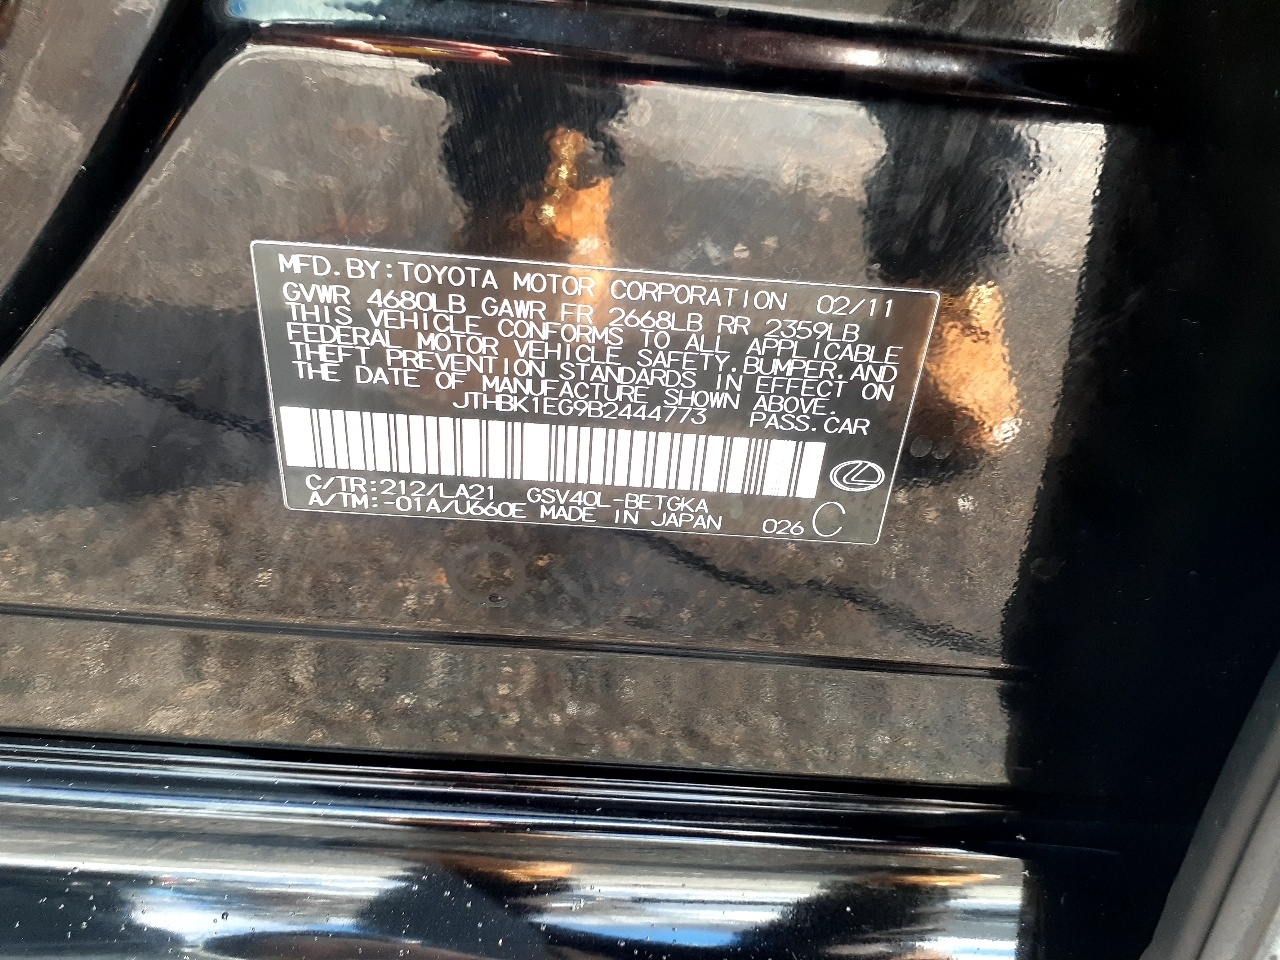 MFD.BY:TOYOTA MOTOR CORPORATION 02/11
GVWR 4680LB GAWR FR 2668LB RR 2359LB
THIS VEHICLE CONFORMS TO ALL APPLICABLE
FEDERAL MOTOR VEHICLE SAFETY,BUMPER,AND
THEFT PREVENTION STANDARDS IN EFFECT ON
THE DATE OF MANUFACTURE SHOWN ABOVE.
JTHBK1EG9B2444773 PASS.CAR
C/TR:212/LA21 GSV40L-BETGKA
A/TM:-01A/U660E MADE IN JAPAN 026 C